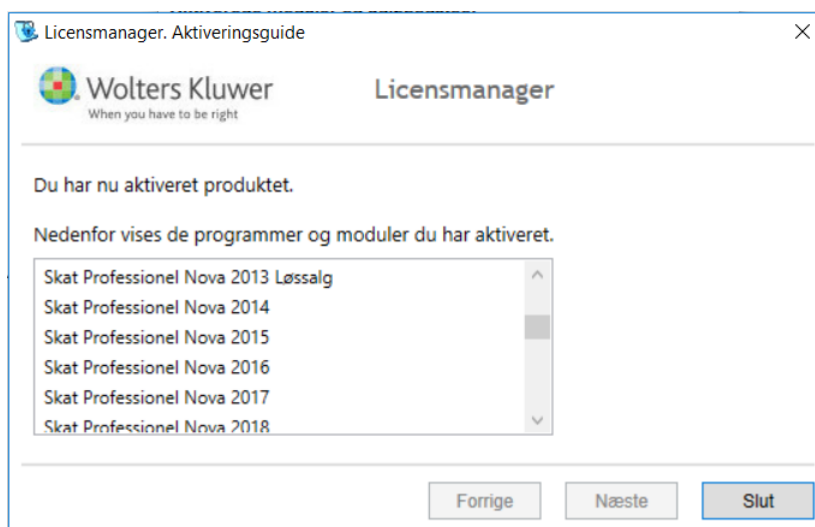 Licensmanager. Aktiveringsguide
Wolters Kluwer
When you have to be right
Licensmanager
Du har nu aktiveret produktet.
Nedenfor vises de programmer og moduler du har aktiveret.
Skat Professionel Nova 2013 Løssalg
Skat Professionel Nova 2014
Skat Professionel Nova 2015
Skat Professionel Nova 2016
Skat Professionel Nova 2017
Skat Professionel Nova 2018
Forrige
Næste
Slut